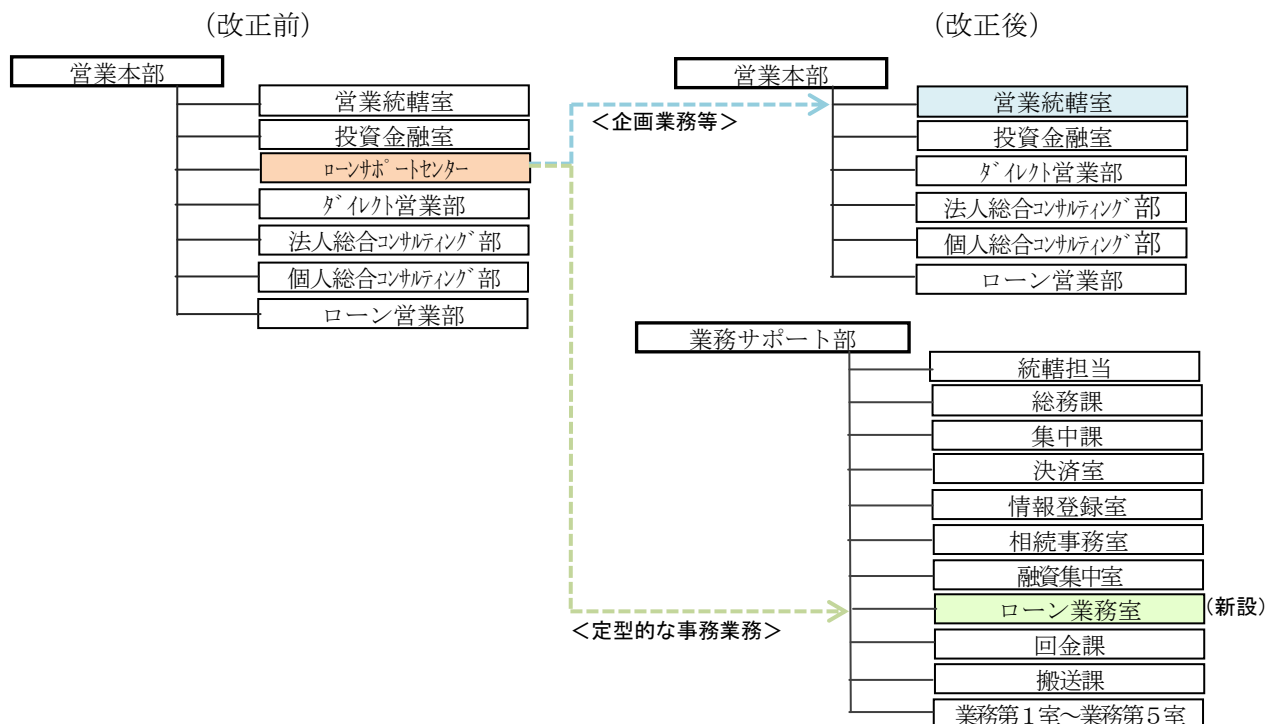 （改正前）
営業本部
営業統轄室
投資金融室
ﾛｰﾝｻﾎﾟｰﾄｾﾝﾀｰ
ﾀﾞｲﾚｸﾄ営業部
法人総合ｺﾝｻﾙﾃｨﾝｸﾞ部
個人総合ｺﾝｻﾙﾃｨﾝｸﾞ部
ローン営業部
＜企画業務等＞
＜定型的な事務業務＞
（改正後）
営業本部
営業統轄室
投資金融室
ﾀﾞｲﾚｸﾄ営業部
法人総合ｺﾝｻﾙﾃｨﾝｸﾞ部
個人総合ｺﾝｻﾙﾃｨﾝｸﾞ部
ローン営業部
業務サポート部
統轄担当
総務課
集中課
決済室
情報登録室
相続事務室
融資集中室
ローン業務室 （新設）
回金課
搬送課
業務第１室～業務第５室